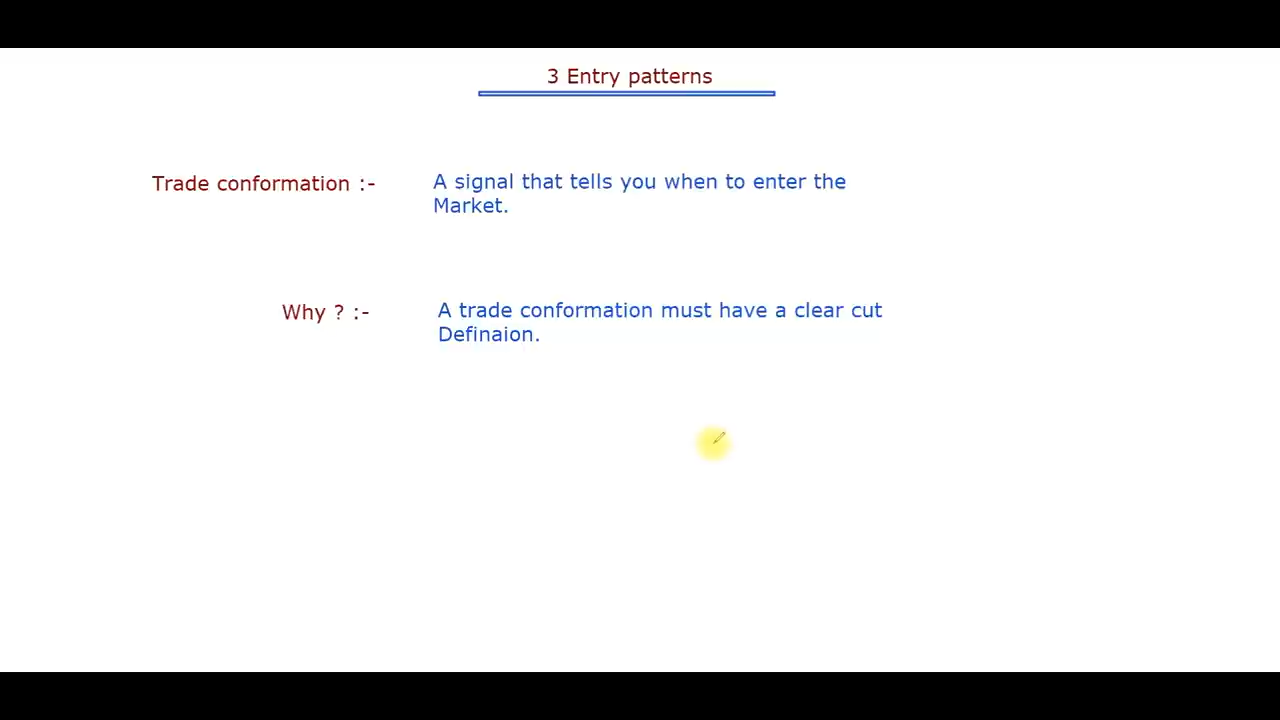 3 Entry patterns
Trade conformation :- A signal that tells you when to enter the
Market.
Why ? :- A trade conformation must have a clear cut
Definaion.